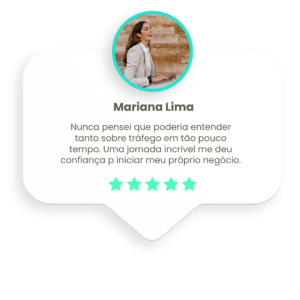 Mariana Lima
Nunca pensei que poderia entender
tanto sobre tráfego em tão pouco
tempo. Uma jornada incrível me deu
confiança p iniciar meu próprio negócio.